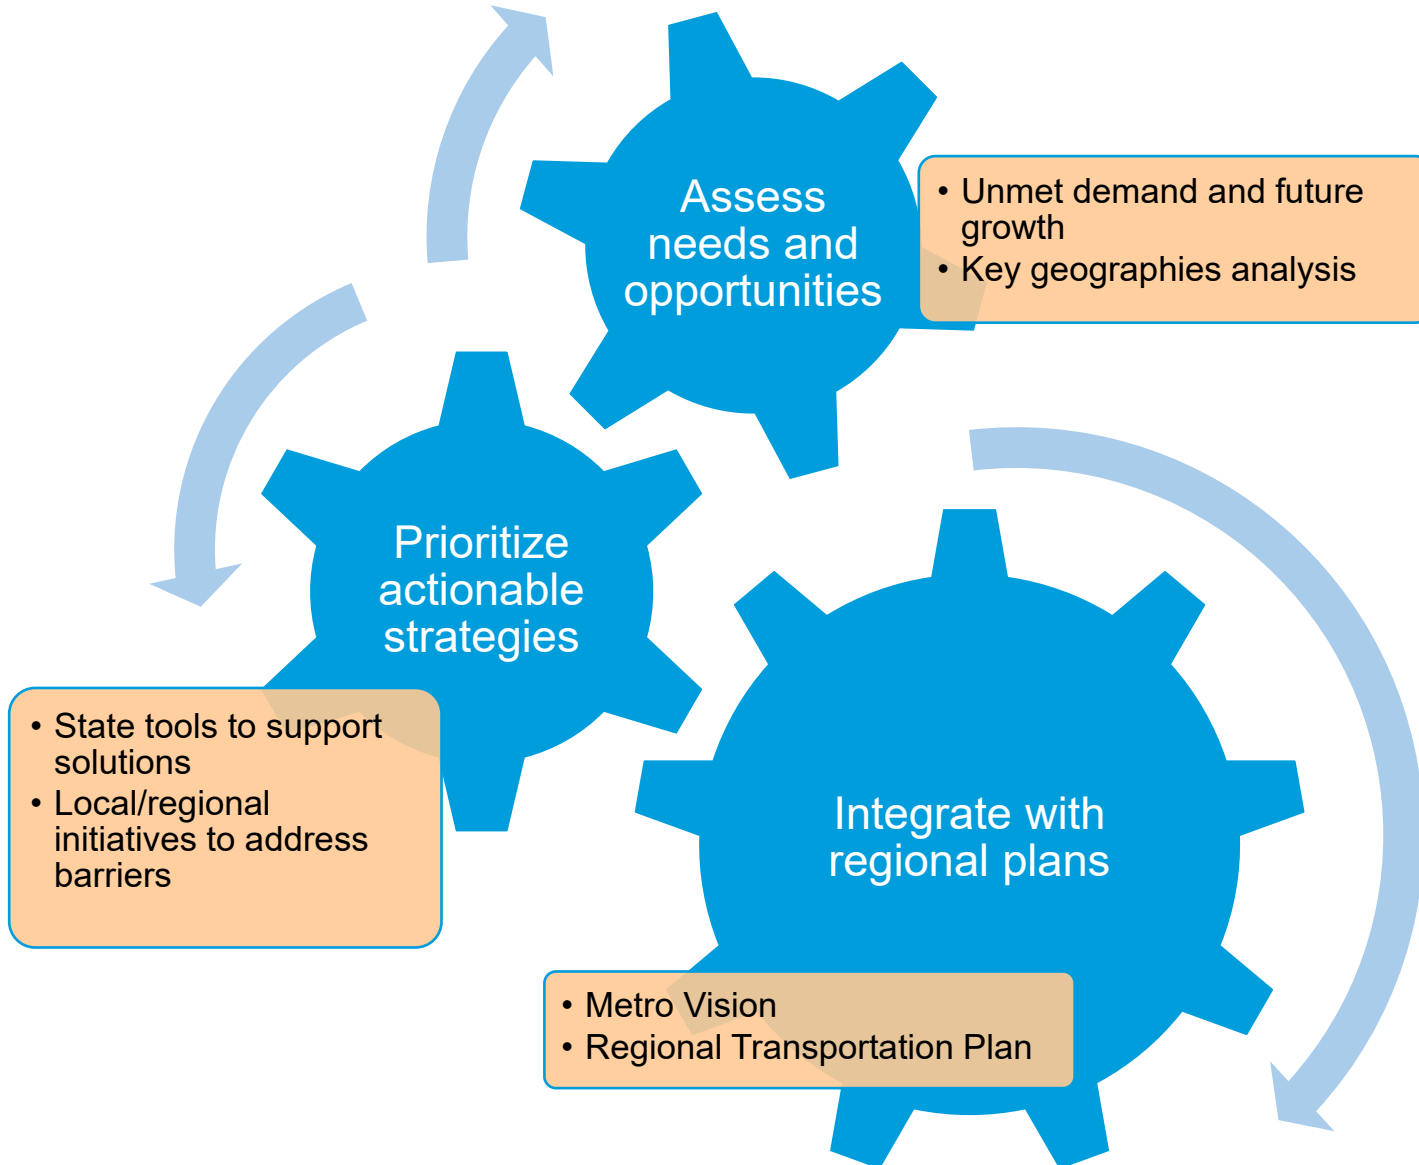 Assess
needs and
opportunities
• Unmet demand and future
growth
• Key geographies analysis
Prioritize
actionable
strategies
• State tools to support
solutions
• Local/regional
initiatives to address
barriers
Integrate with
regional plans
• Metro Vision
• Regional Transportation Plan